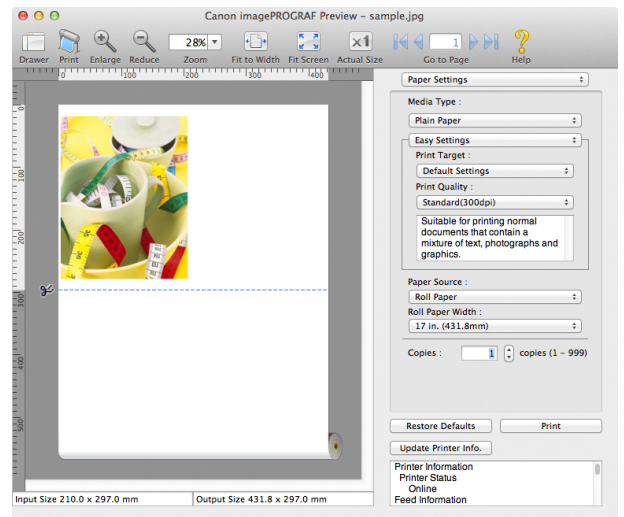 Canon imagePROGRAF Preview – sample.jpg
28%
1
Drawer Print Enlarge Reduce Zoom Fit to Width Fit Screen Actual Size Go to Page Help
0 100 200 300 400
Paper Settings
Media Type :
Plain Paper
Easy Settings
Print Target :
Default Settings
Print Quality :
Standard(300dpi)
Suitable for printing normal
documents that contain a
mixture of text, photographs and
graphics.
Paper Source :
Roll Paper
Roll Paper Width :
17 in. (431.8mm)
Copies : 1 copies (1 – 999)
Restore Defaults Print
Update Printer Info.
Printer Information
Printer Status
Online
Feed Information
0
100
200
300
400
500
Input Size 210.0 x 297.0 mm Output Size 431.8 x 297.0 mm